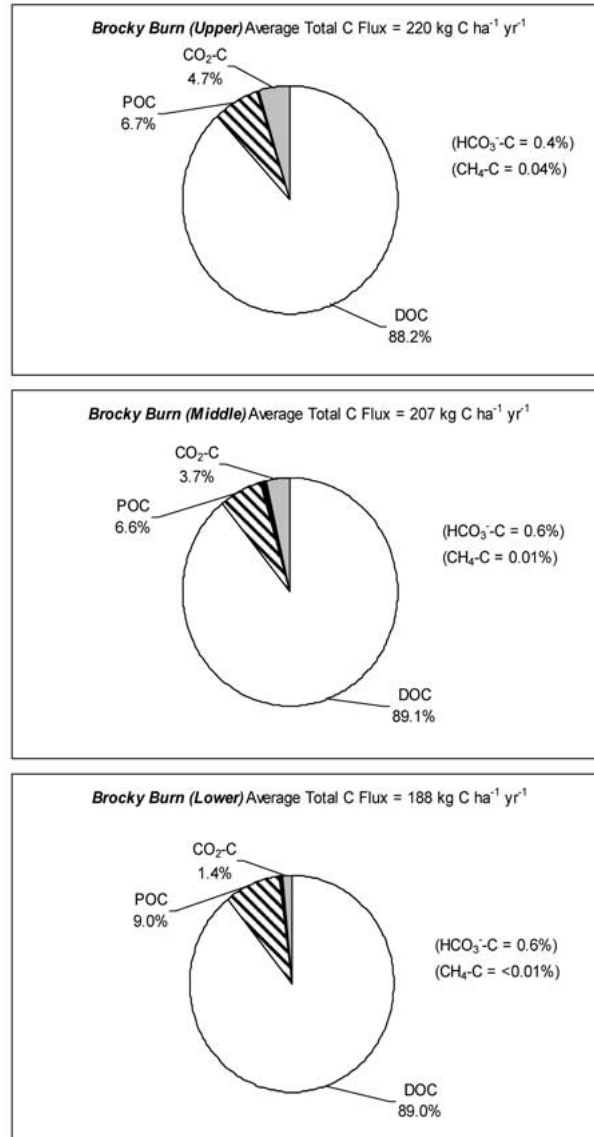 Brocky Burn (Upper) Average Total C Flux = 220 kg C ha⁻¹ yr⁻¹
CO₂-C
4.7%
POC
6.7%
(HCO₃⁻-C = 0.4%)
(CH₄-C = 0.04%)
DOC
88.2%
Brocky Burn (Middle) Average Total C Flux = 207 kg C ha⁻¹ yr⁻¹
CO₂-C
3.7%
POC
6.6%
(HCO₃⁻-C = 0.6%)
(CH₄-C = 0.01%)
DOC
89.1%
Brocky Burn (Lower) Average Total C Flux = 188 kg C ha⁻¹ yr⁻¹
CO₂-C
1.4%
POC
9.0%
(HCO₃⁻-C = 0.6%)
(CH₄-C = <0.01%)
DOC
89.0%